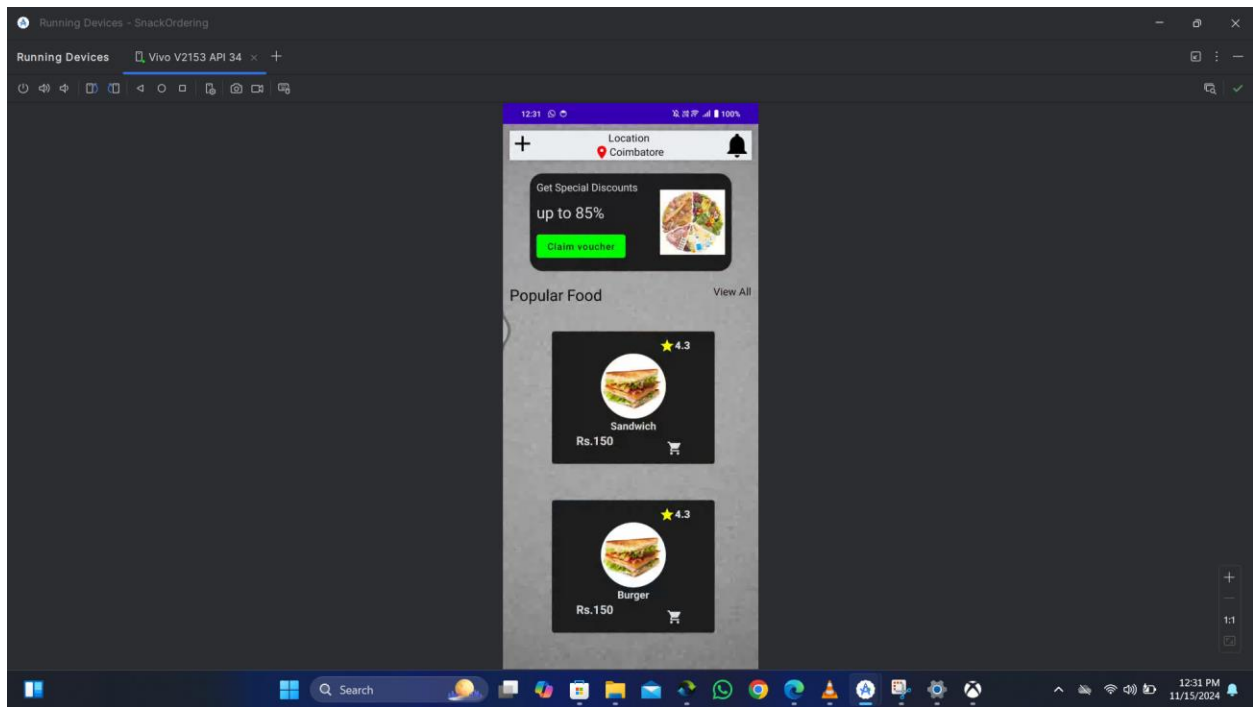 Running Devices - SnackOrdering
Running Devices
Vivo V2153 API 34
12:31
100%
Location
Coimbatore
Get Special Discounts
up to 85%
Claim voucher
Popular Food
View All
4.3
Sandwich
Rs.150
4.3
Burger
Rs.150
1:1
Search
12:31 PM
11/15/2024